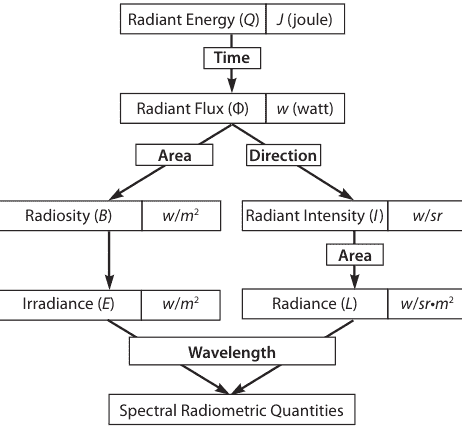 Radiant Energy (Q) J (joule)
Time
Radiant Flux (Φ) w (watt)
Area Direction
Radiosity (B) w/m² Radiant Intensity (I) w/sr
Area
Irradiance (E) w/m² Radiance (L) w/sr•m²
Wavelength
Spectral Radiometric Quantities